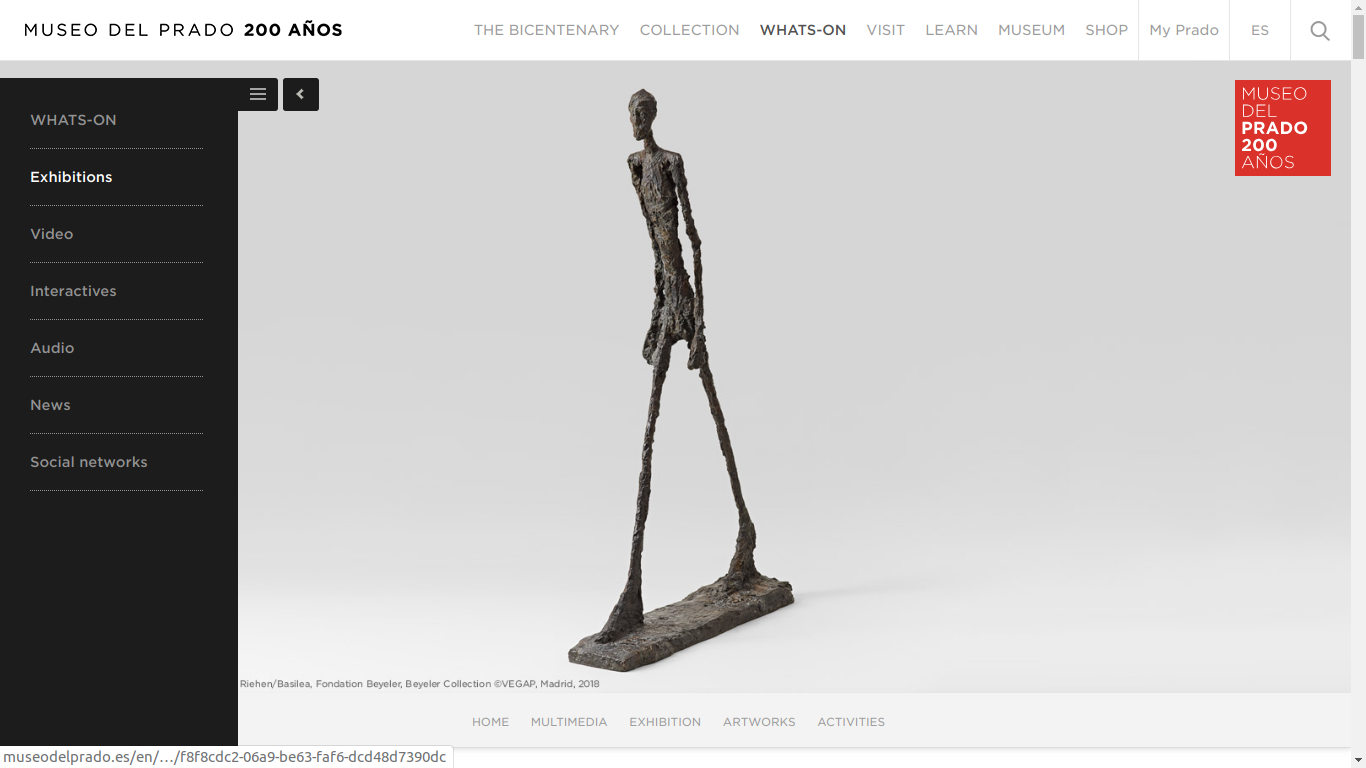 MUSEO DEL PRADO 200 AÑOS
THE BICENTENARY COLLECTION WHATS-ON VISIT LEARN MUSEUM SHOP My Prado ES
WHATS-ON
Exhibitions
Video
Interactives
Audio
News
Social networks
MUSEO
DEL
PRADO
200
AÑOS
Riehen/Basilea, Fondation Beyeler, Beyeler Collection ©VEGAP, Madrid, 2018
HOME MULTIMEDIA EXHIBITION ARTWORKS ACTIVITIES
museodelprado.es/en/…/f8f8cdc2-06a9-be63-faf6-dcd48d7390dc